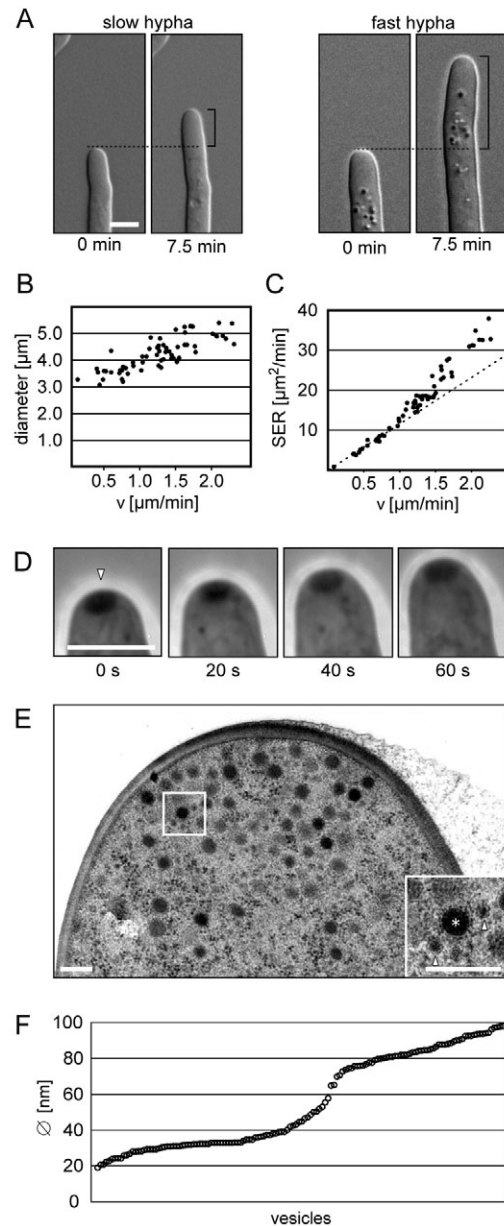 A
slow hypha
fast hypha
0 min
7.5 min
0 min
7.5 min
B
diameter [µm]
5.0
4.0
3.0
2.0
1.0
0.5 1.0 1.5 2.0
v [µm/min]
C
SER [µm²/min]
40
30
20
10
0.5 1.0 1.5 2.0
v [µm/min]
D
0 s
20 s
40 s
60 s
E
*
F
Ø [nm]
100
80
60
40
20
0
vesicles